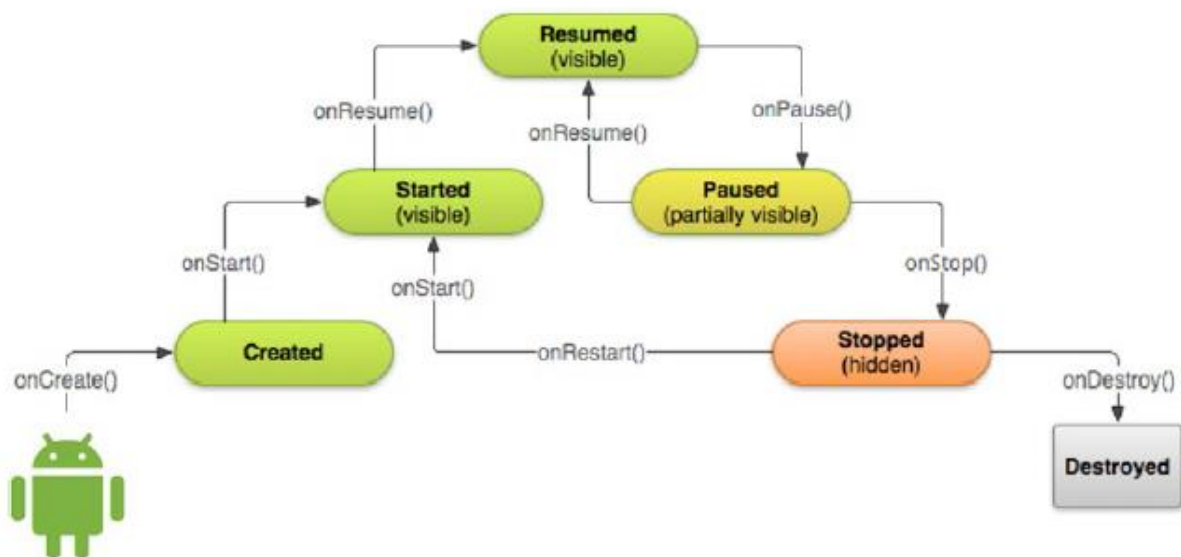 Resumed
(visible)
onResume()
onResume()
onPause()
Started
(visible)
Paused
(partially visible)
onStart()
onStart()
onStop()
Created
onRestart()
Stopped
(hidden)
onCreate()
onDestroy()
Destroyed